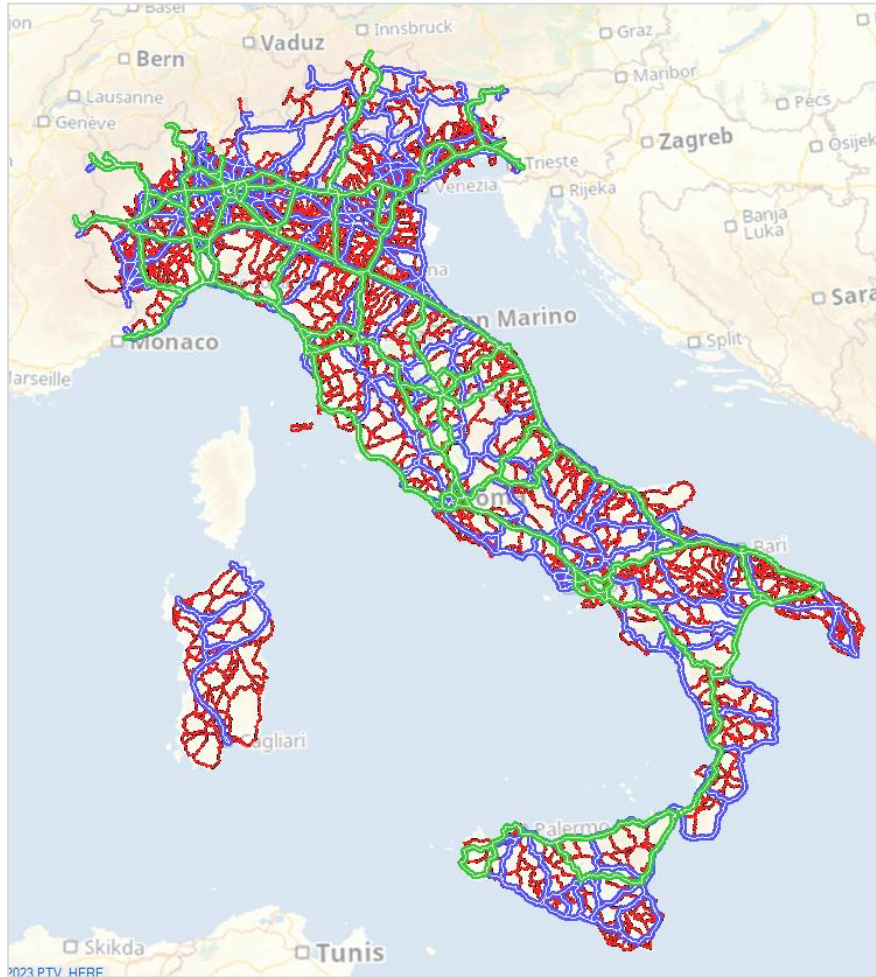 Basel
Innsbruck
Graz
Bern
Vaduz
Maribor
Lausanne
Pécs
Genève
Zagreb
Osijek
Trieste
Venezia
Rijeka
Banja
Luka
San Marino
Sara
Monaco
Split
Marseille
Roma
Bari
Cagliari
Palermo
Skikda
Tunis
2023 PTV, HERE